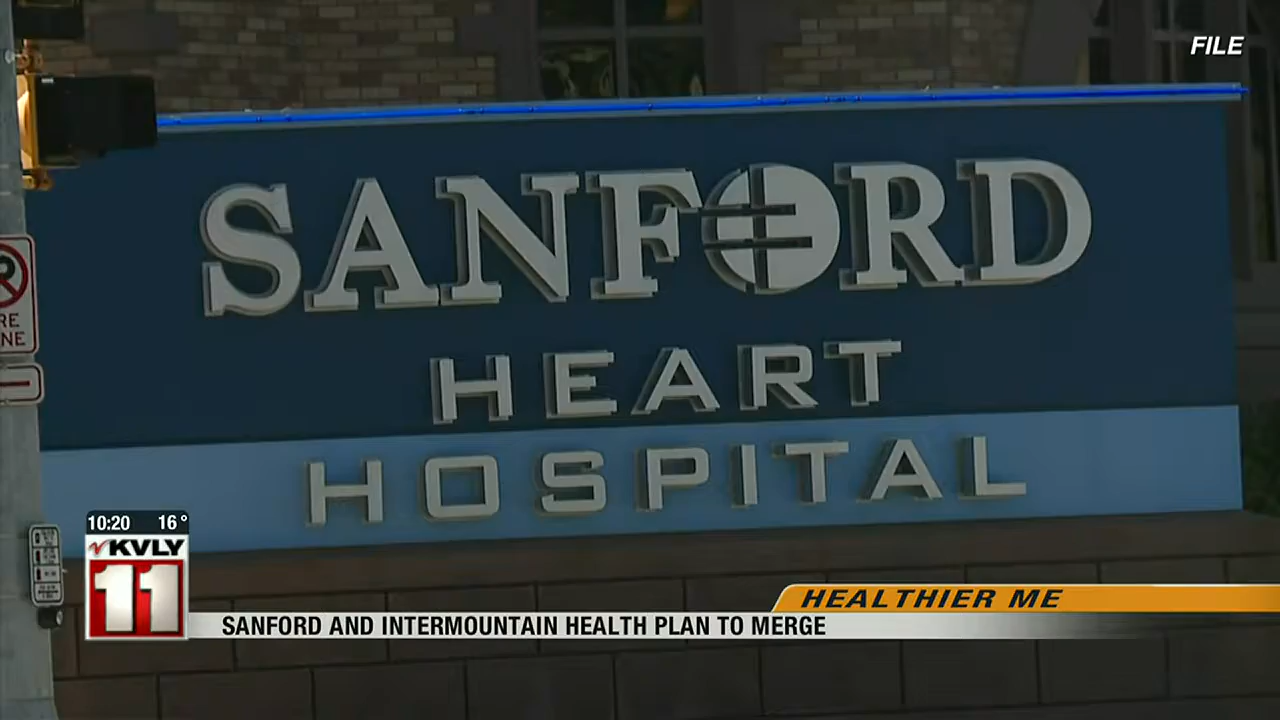 FILE
SANFORD
HEART
HOSPITAL
10:20 16°
KVLY
11
HEALTHIER ME
SANFORD AND INTERMOUNTAIN HEALTH PLAN TO MERGE